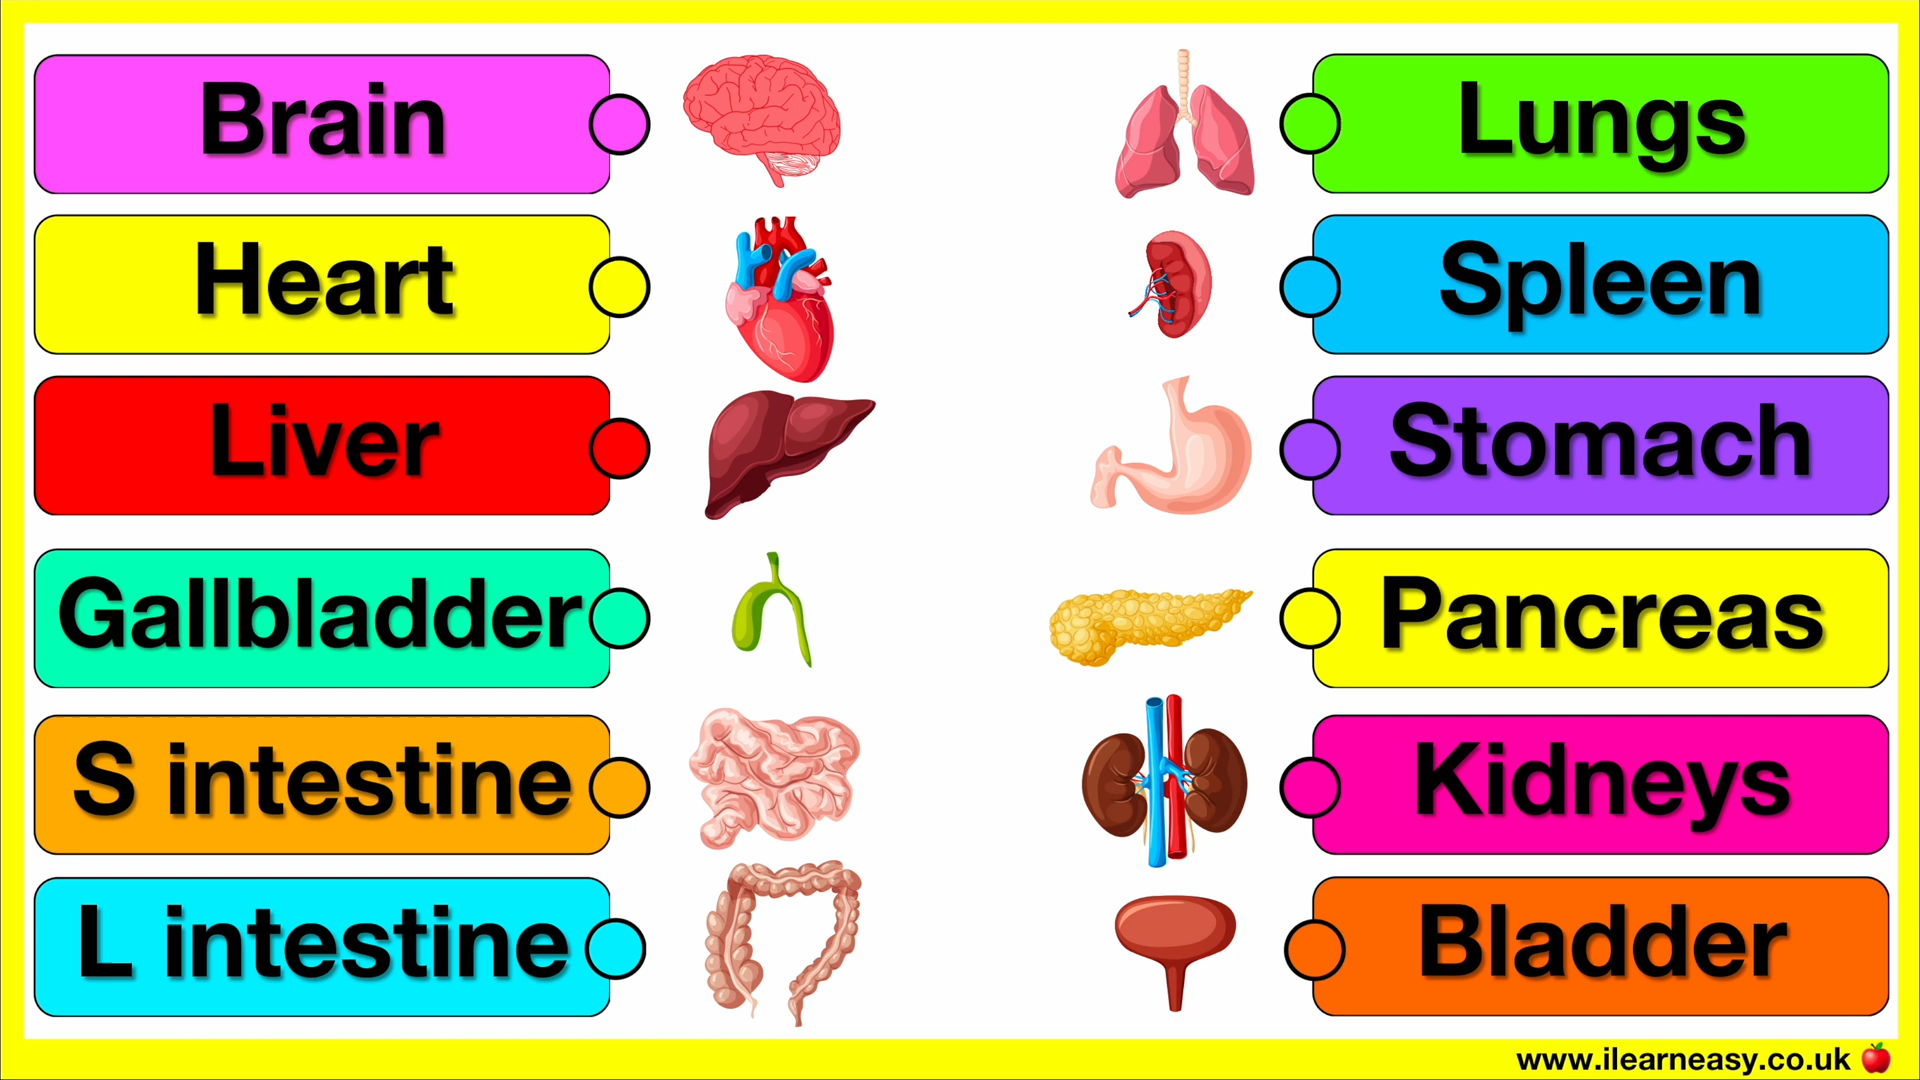 Brain
Heart
Liver
Gallbladder
S intestine
L intestine
Lungs
Spleen
Stomach
Pancreas
Kidneys
Bladder
www.ilearneasy.co.uk